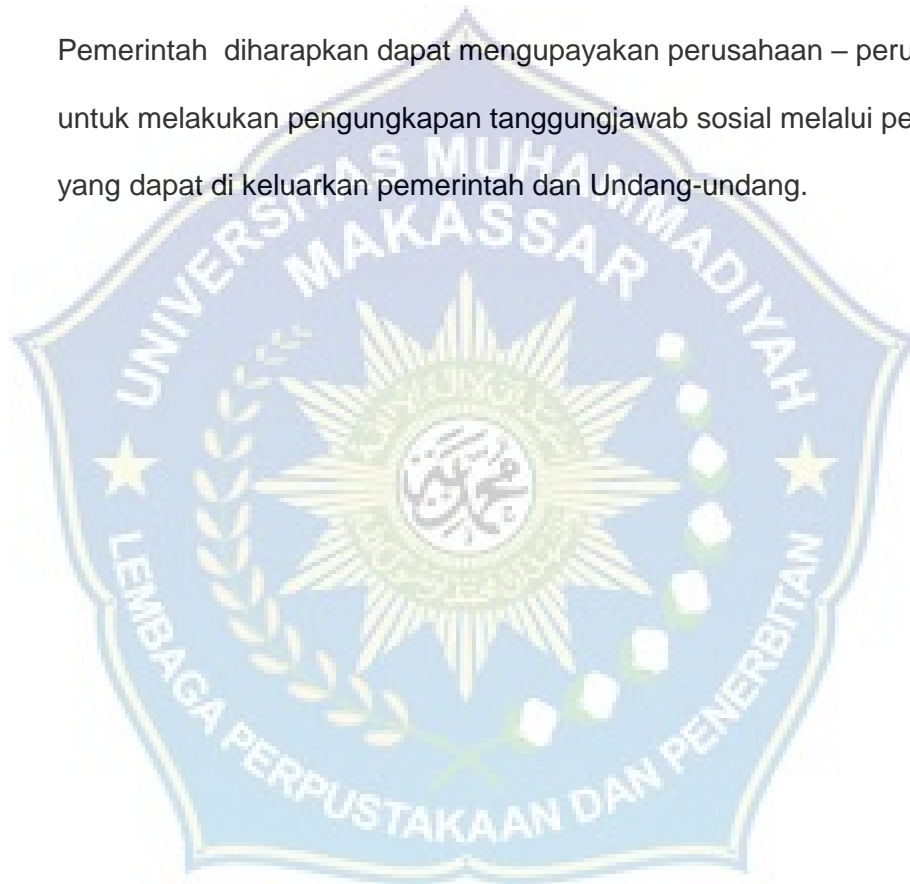 Pemerintah  diharapkan dapat mengupayakan perusahaan – peru
untuk melakukan pengungkapan tanggungjawab sosial melalui pe
yang dapat di keluarkan pemerintah dan Undang-undang.
UNIVERSITAS MUHAMMADIYAH
MAKASSAR
LEMBAGA PERPUSTAKAAN DAN PENERBITAN